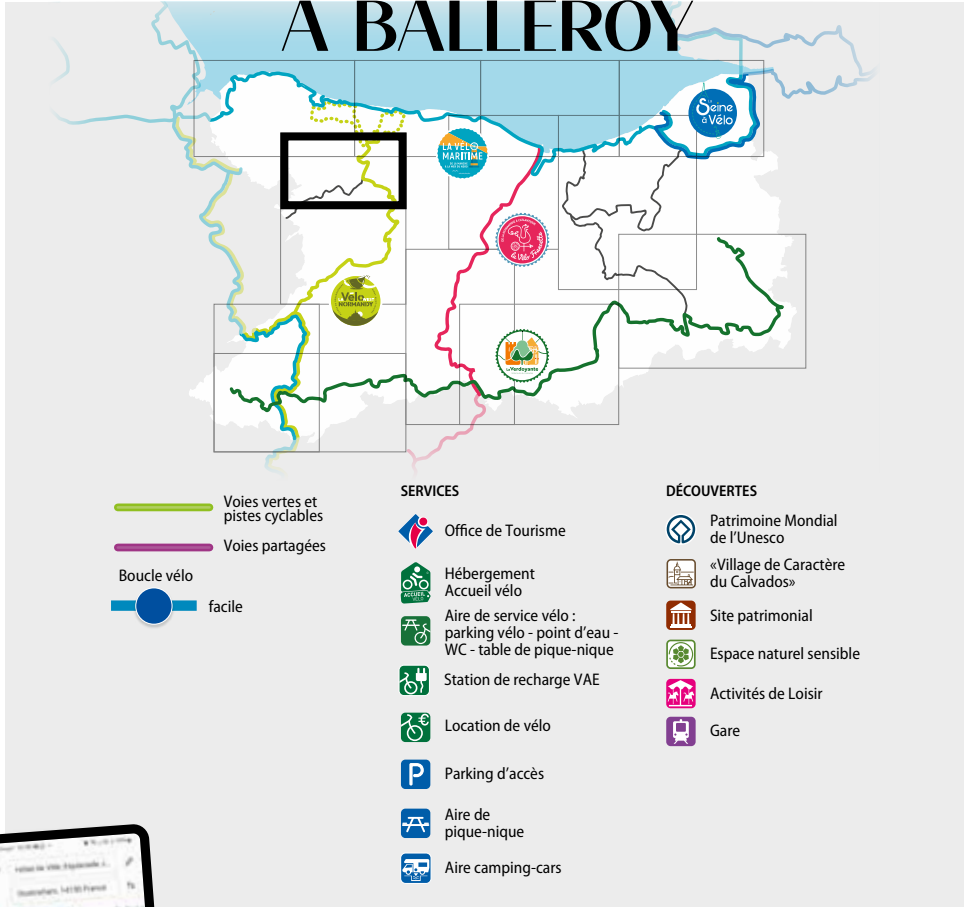 À BALLEROY
La
Seine
à Vélo
LA VÉLO
MARITIME
la Vélo Francette
Vélo WEST
NORMANDY
La Verdoyante
Voies vertes et
pistes cyclables
Voies partagées
Boucle vélo
facile
SERVICES
Office de Tourisme
ACCUEIL
VÉLO
Hébergement
Accueil vélo
Aire de service vélo :
parking vélo - point d’eau -
WC - table de pique-nique
Station de recharge VAE
€
Location de vélo
P
Parking d’accès
Aire de
pique-nique
Aire camping-cars
DÉCOUVERTES
Patrimoine Mondial
de l’Unesco
«Village de Caractère
du Calvados»
Site patrimonial
Espace naturel sensible
Activités de Loisir
Gare